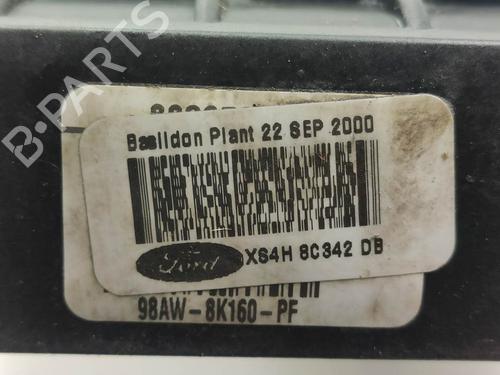 B-PARTS
Basildon Plant 22 SEP 2000
Ford
XS4H 8C342 DB
98AW-8K160-PF